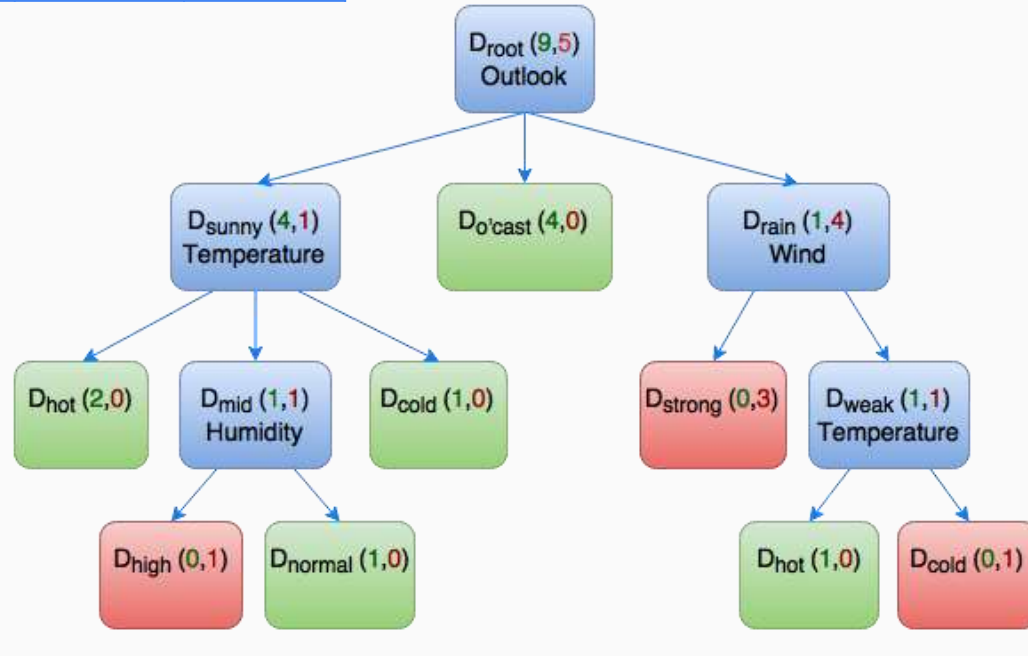 Droot (9,5)
Outlook
Dsunny (4,1)
Temperature
Do'cast (4,0)
Drain (1,4)
Wind
Dhot (2,0)
Dmid (1,1)
Humidity
Dcold (1,0)
Dstrong (0,3)
Dweak (1,1)
Temperature
Dhigh (0,1)
Dnormal (1,0)
Dhot (1,0)
Dcold (0,1)